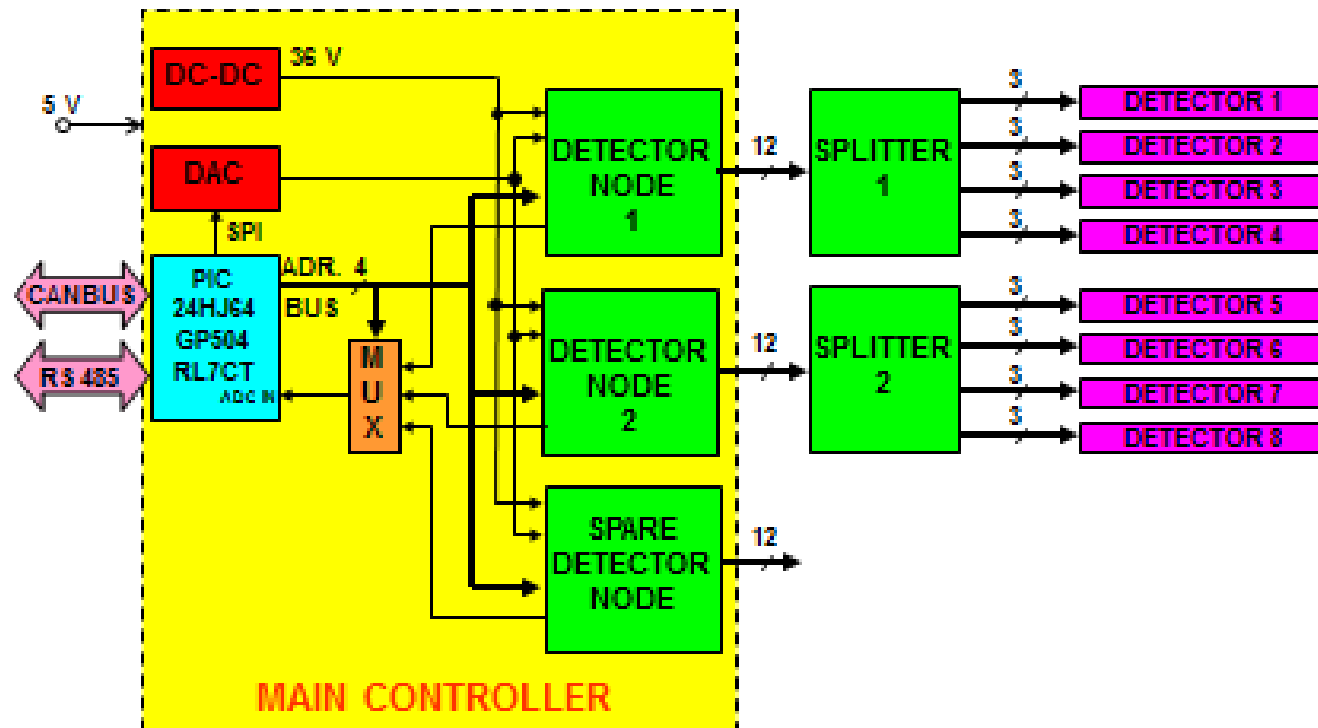 DC-DC
36 V
5 V
DAC
SPI
CANBUS
RS 485
PIC
24HJ64
GP504
RL7CT
ADC IN
ADR. 4
BUS
M
U
X
DETECTOR
NODE
1
DETECTOR
NODE
2
SPARE
DETECTOR
NODE
12
12
12
SPLITTER
1
SPLITTER
2
3
DETECTOR 1
3
DETECTOR 2
3
DETECTOR 3
3
DETECTOR 4
3
DETECTOR 5
3
DETECTOR 6
3
DETECTOR 7
3
DETECTOR 8
MAIN CONTROLLER